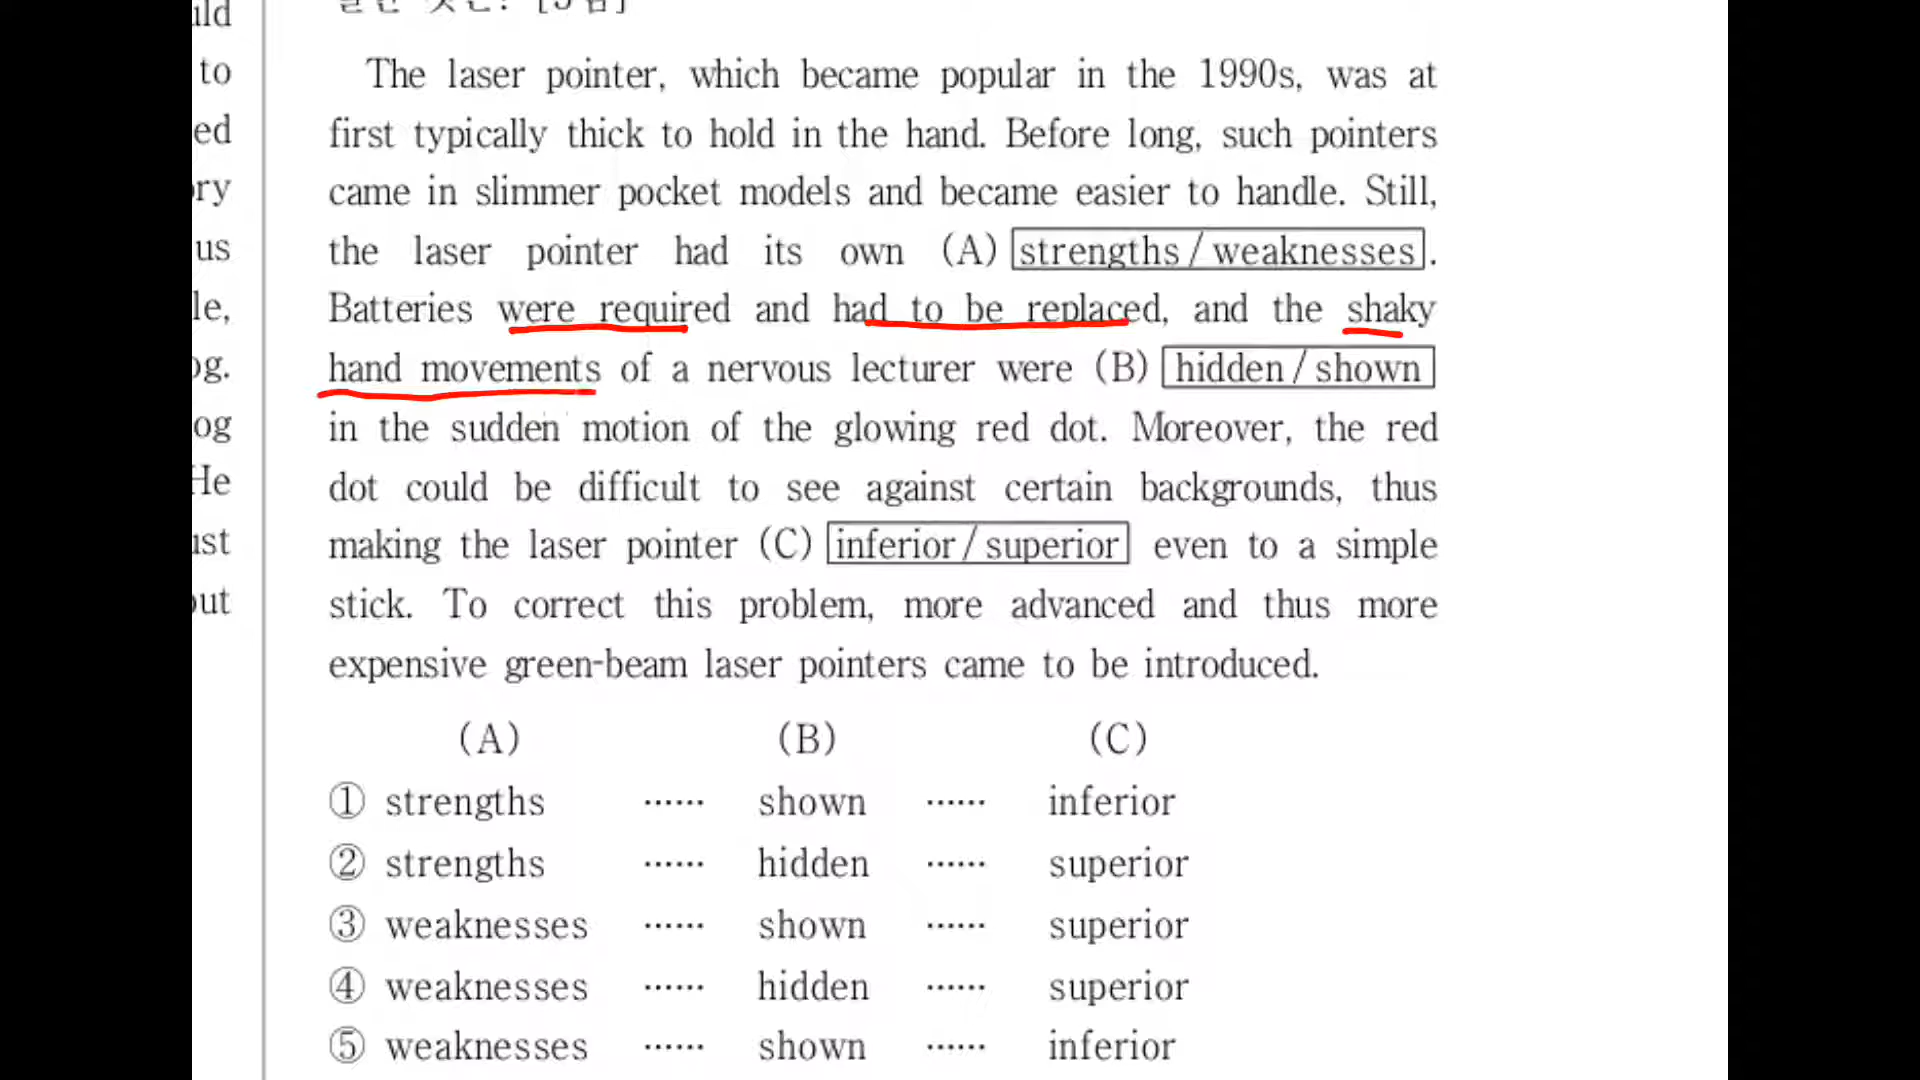 The laser pointer, which became popular in the 1990s, was at
first typically thick to hold in the hand. Before long, such pointers
came in slimmer pocket models and became easier to handle. Still,
the laser pointer had its own (A) strengths / weaknesses.
Batteries were required and had to be replaced, and the shaky
hand movements of a nervous lecturer were (B) hidden / shown
in the sudden motion of the glowing red dot. Moreover, the red
dot could be difficult to see against certain backgrounds, thus
making the laser pointer (C) inferior / superior even to a simple
stick. To correct this problem, more advanced and thus more
expensive green-beam laser pointers came to be introduced.
(A) (B) (C)
① strengths ······ shown ······ inferior
② strengths ······ hidden ······ superior
③ weaknesses ······ shown ······ superior
④ weaknesses ······ hidden ······ superior
⑤ weaknesses ······ shown ······ inferior
to
us